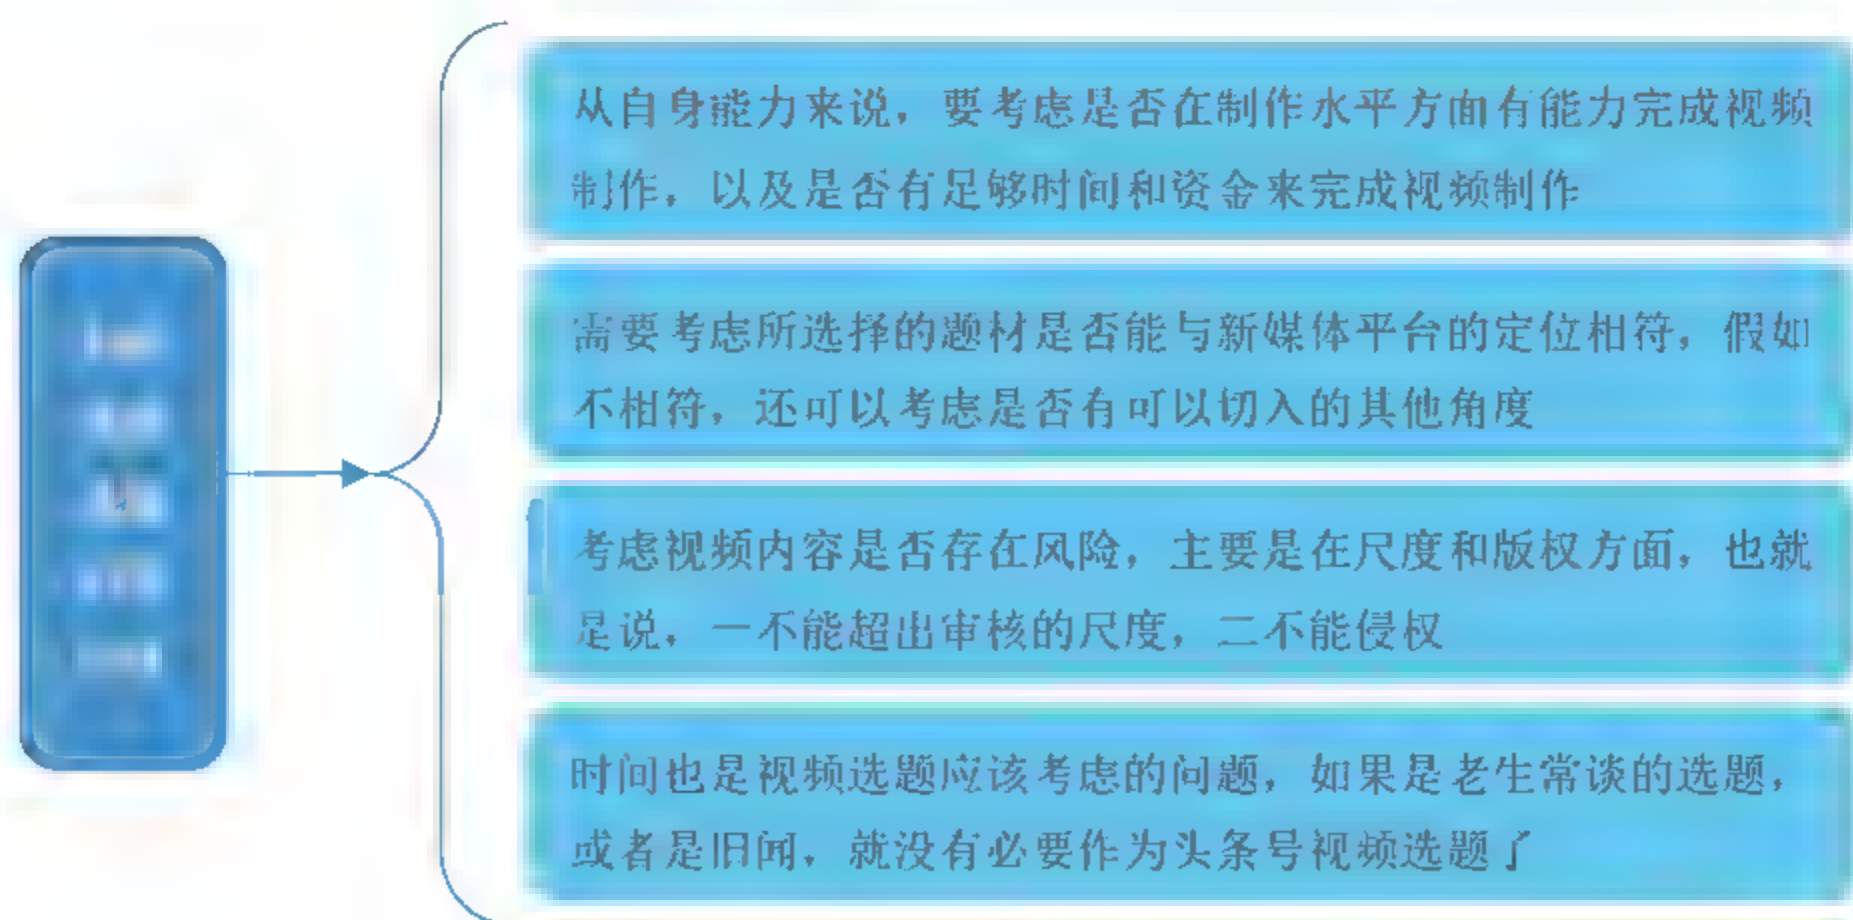 从自身能力来说，要考虑是否在制作水平方面有能力完成视频
制作，以及是否有足够时间和资金来完成视频制作
需要考虑所选择的题材是否能与新媒体平台的定位相符，假如
不相符，还可以考虑是否有可以切入的其他角度
考虑视频内容是否存在风险，主要是在尺度和版权方面，也就
是说，一不能超出审核的尺度，二不能侵权
时间也是视频选题应该考虑的问题，如果是老生常谈的选题，
或者是旧闻，就没有必要作为头条号视频选题了